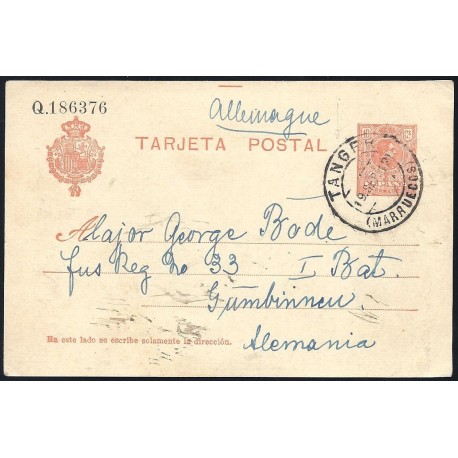 Q.186376
Allemagne
TARJETA POSTAL
TANGER
(MARRUECOS)
A Major George Bode
fus Reg No 33 I Bat.
Gümbinneu
Alemania
En este lado se escribe solamente la dirección.